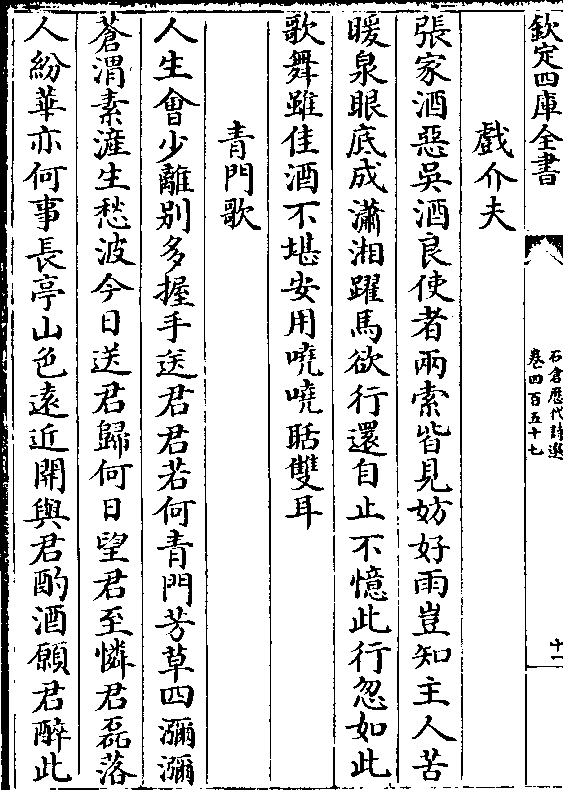 欽定四庫全書
石倉歷代詩選
卷四百五十七
十一
戲介夫
張家酒惡吳酒良使者兩索皆見妨好雨豈知主人苦
暖泉眼底成瀟湘躍馬欲行還自止不憶此行忽如此
歌舞雖佳酒不堪安用嘵嘵聒雙耳
青門歌
人生會少離别多握手送君君若何青門芳草四瀰瀰
蒼渭素滻生愁波今日送君歸何日望君至憐君磊落
人紛華亦何事長亭山色遠近開與君酌酒願君醉此